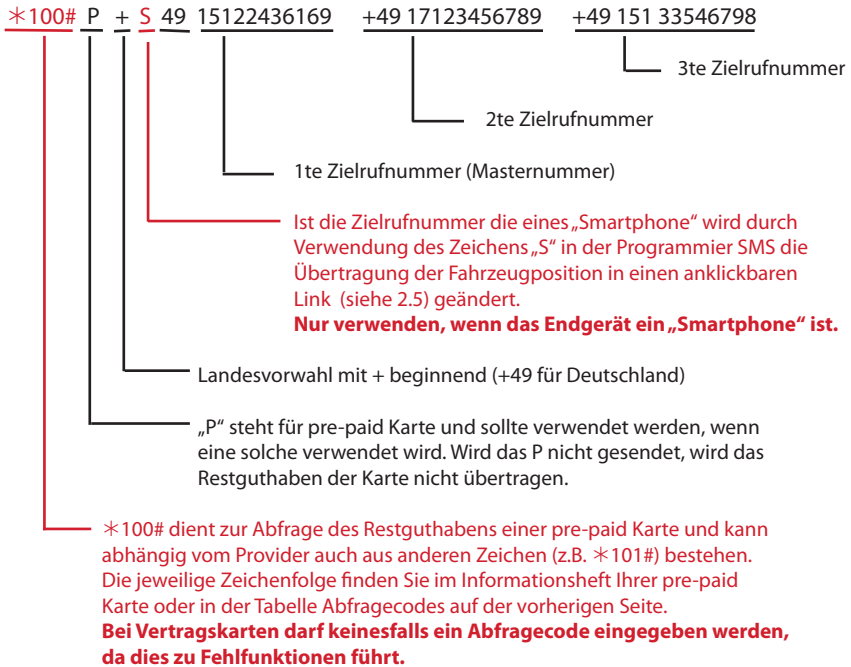 *100# P + S 49 15122436169 +49 17123456789 +49 151 33546798
3te Zielrufnummer
2te Zielrufnummer
1te Zielrufnummer (Masternummer)
Ist die Zielrufnummer die eines „Smartphone“ wird durch
Verwendung des Zeichens „S“ in der Programmier SMS die
Übertragung der Fahrzeugposition in einen anklickbaren
Link (siehe 2.5) geändert.
Nur verwenden, wenn das Endgerät ein „Smartphone“ ist.
Landesvorwahl mit + beginnend (+49 für Deutschland)
„P“ steht für pre-paid Karte und sollte verwendet werden, wenn
eine solche verwendet wird. Wird das P nicht gesendet, wird das
Restguthaben der Karte nicht übertragen.
*100# dient zur Abfrage des Restguthabens einer pre-paid Karte und kann
abhängig vom Provider auch aus anderen Zeichen (z.B. *101#) bestehen.
Die jeweilige Zeichenfolge finden Sie im Informationsheft Ihrer pre-paid
Karte oder in der Tabelle Abfragecodes auf der vorherigen Seite.
Bei Vertragskarten darf keinesfalls ein Abfragecode eingegeben werden,
da dies zu Fehlfunktionen führt.